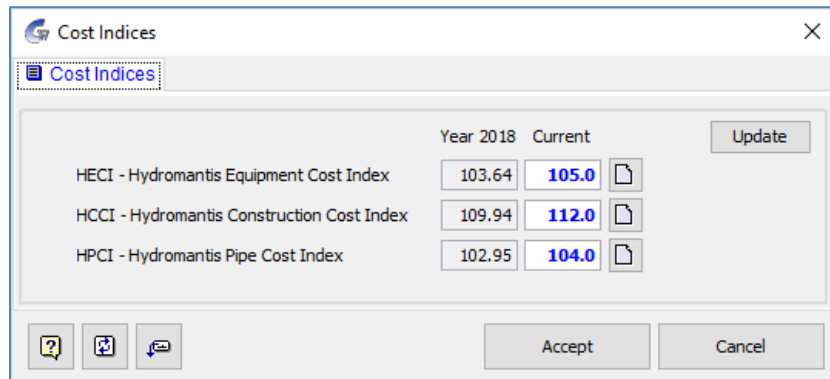 Cost Indices
Cost Indices
Year 2018 Current Update
HECI - Hydromantis Equipment Cost Index 103.64 105.0
HCCI - Hydromantis Construction Cost Index 109.94 112.0
HPCI - Hydromantis Pipe Cost Index 102.95 104.0
Accept Cancel